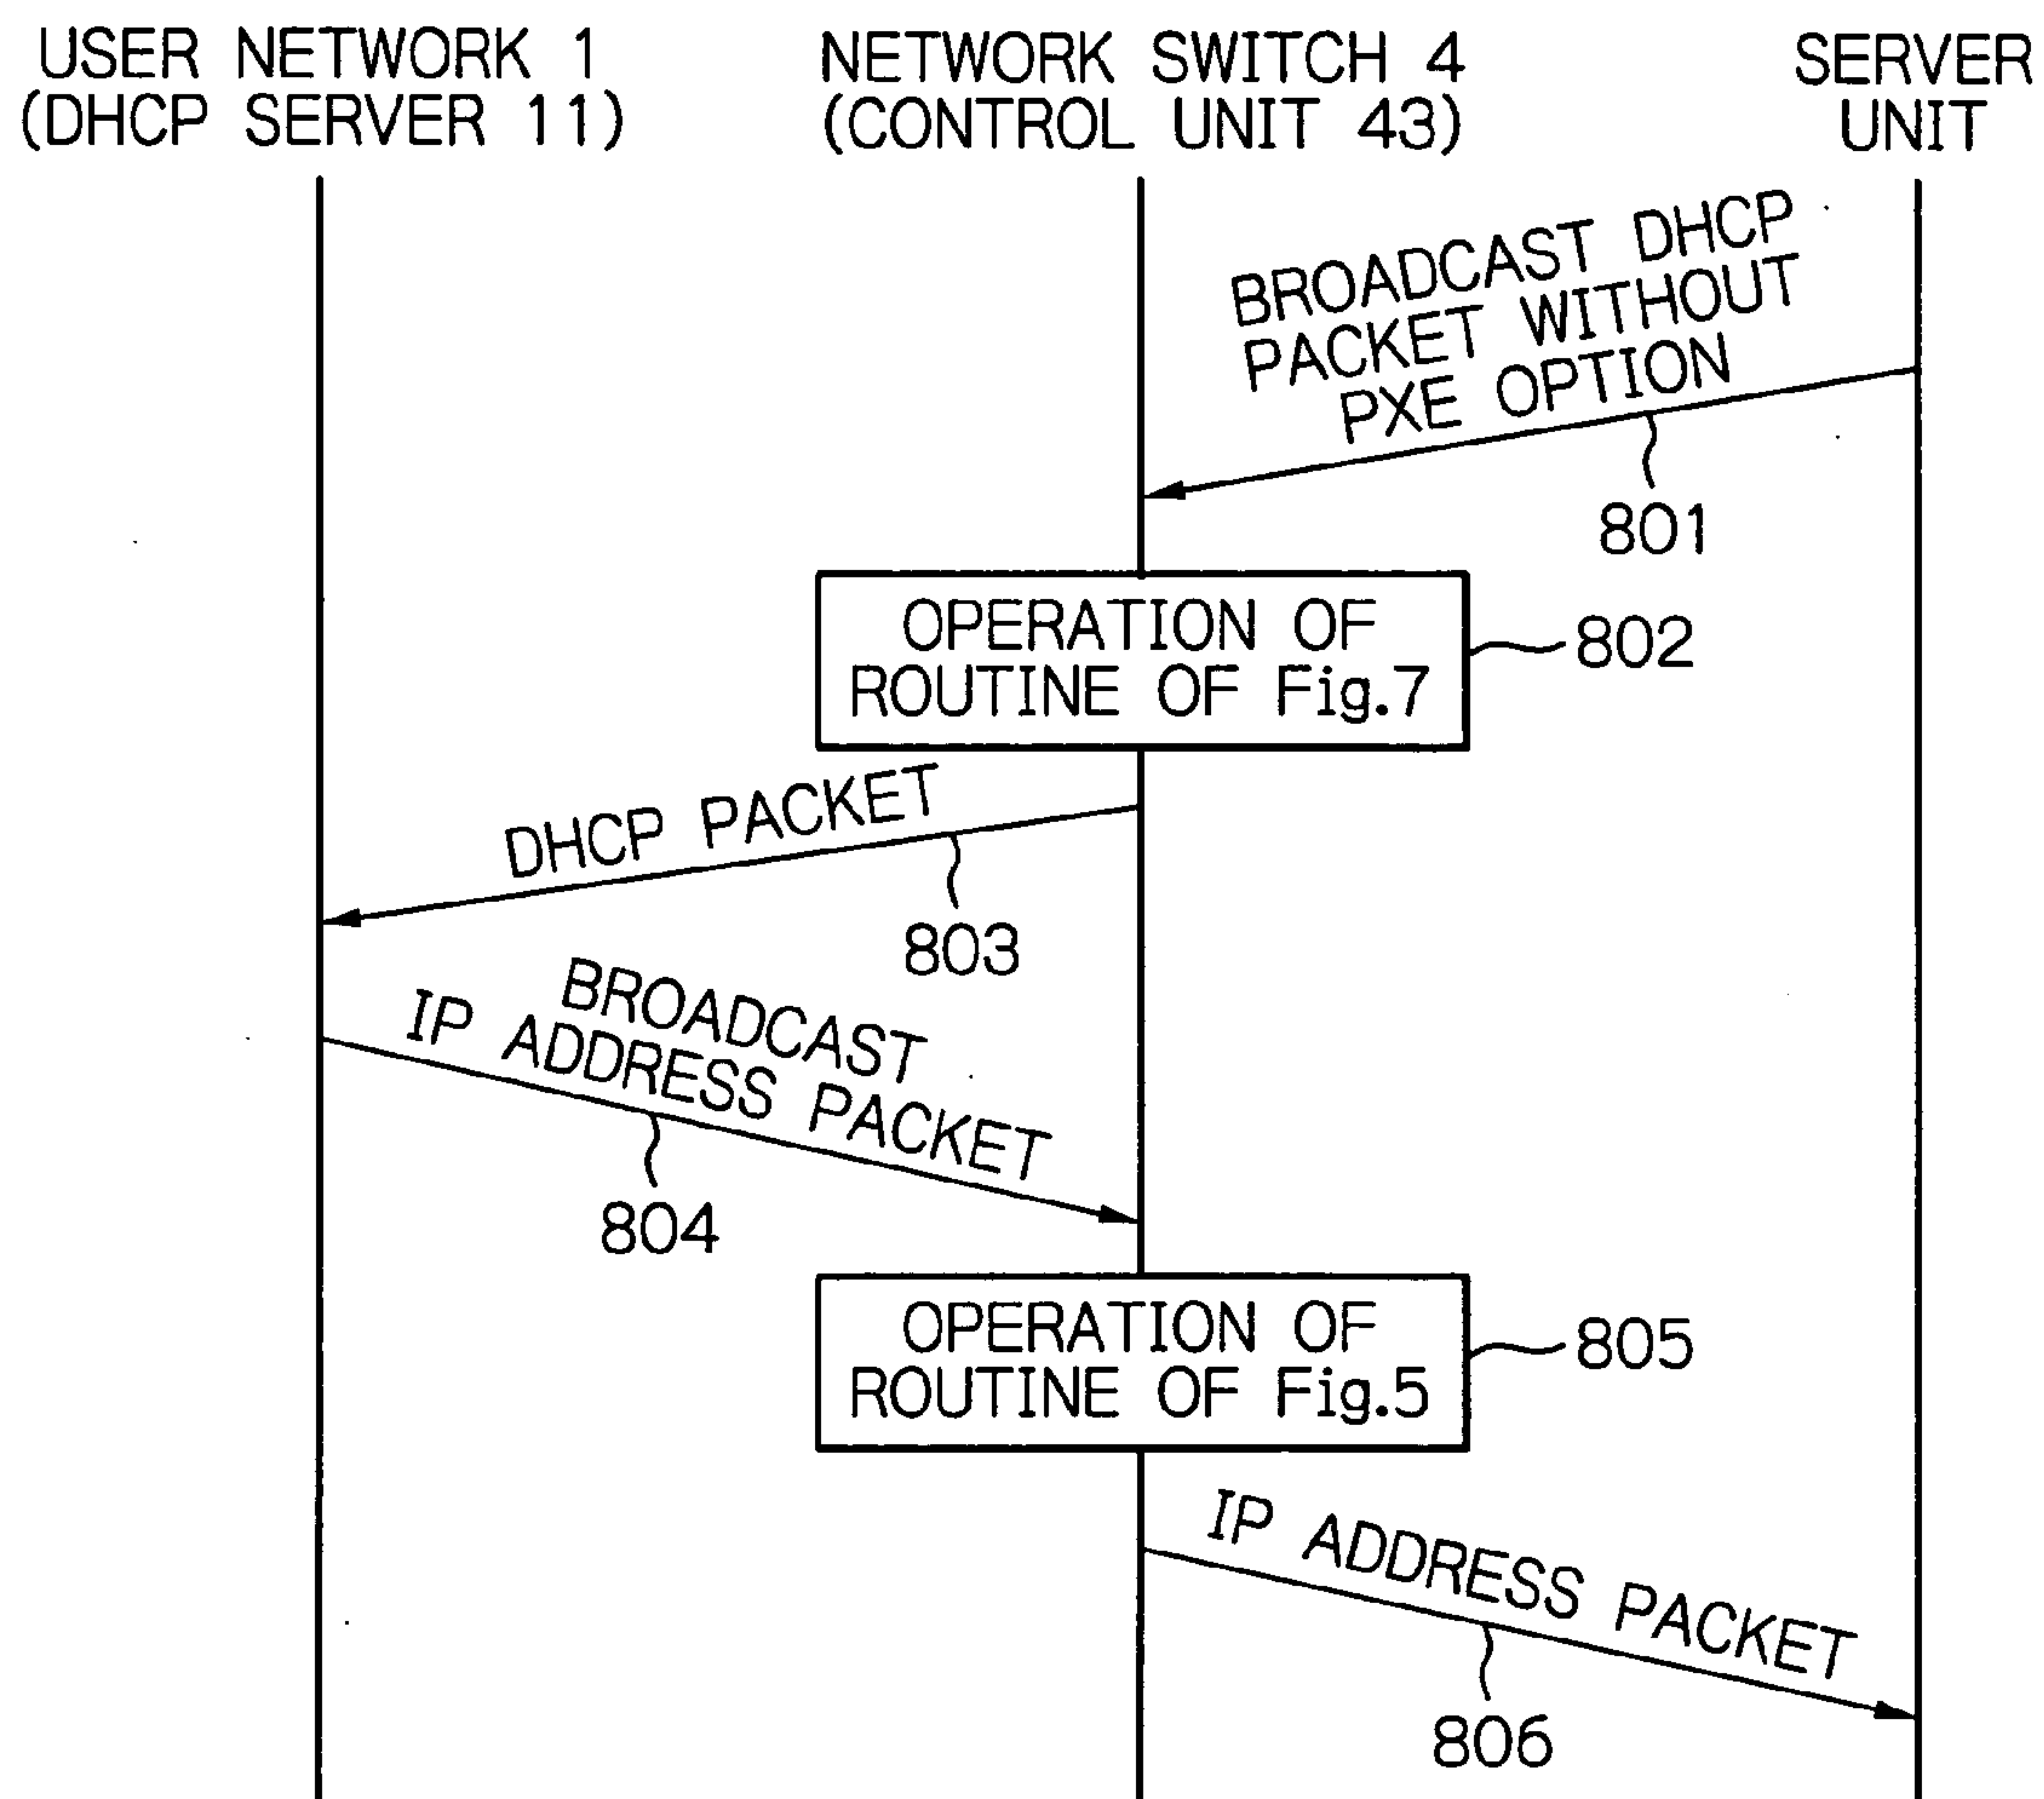 USER NETWORK 1
(DHCP SERVER 11)
NETWORK SWITCH 4
(CONTROL UNIT 43)
SERVER
UNIT
BROADCAST DHCP
PACKET WITHOUT
PXE OPTION
801
OPERATION OF
ROUTINE OF Fig.7
802
DHCP PACKET
803
BROADCAST
IP ADDRESS PACKET
804
OPERATION OF
ROUTINE OF Fig.5
805
IP ADDRESS PACKET
806